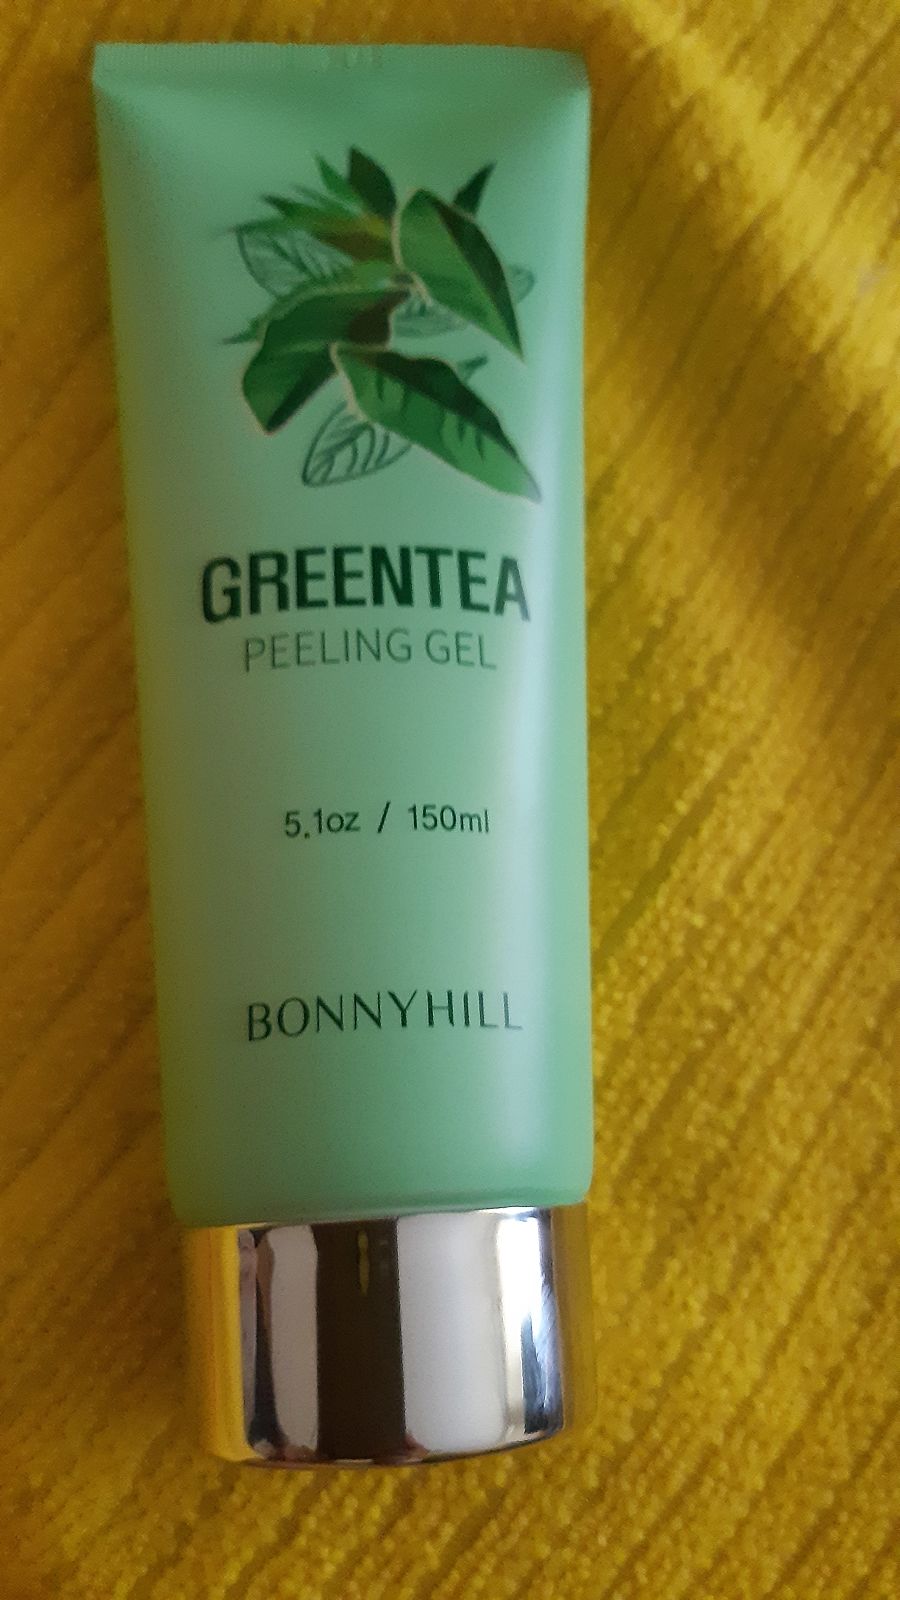 GREENTEA
PEELING GEL
5.1oz / 150ml
BONNYHILL